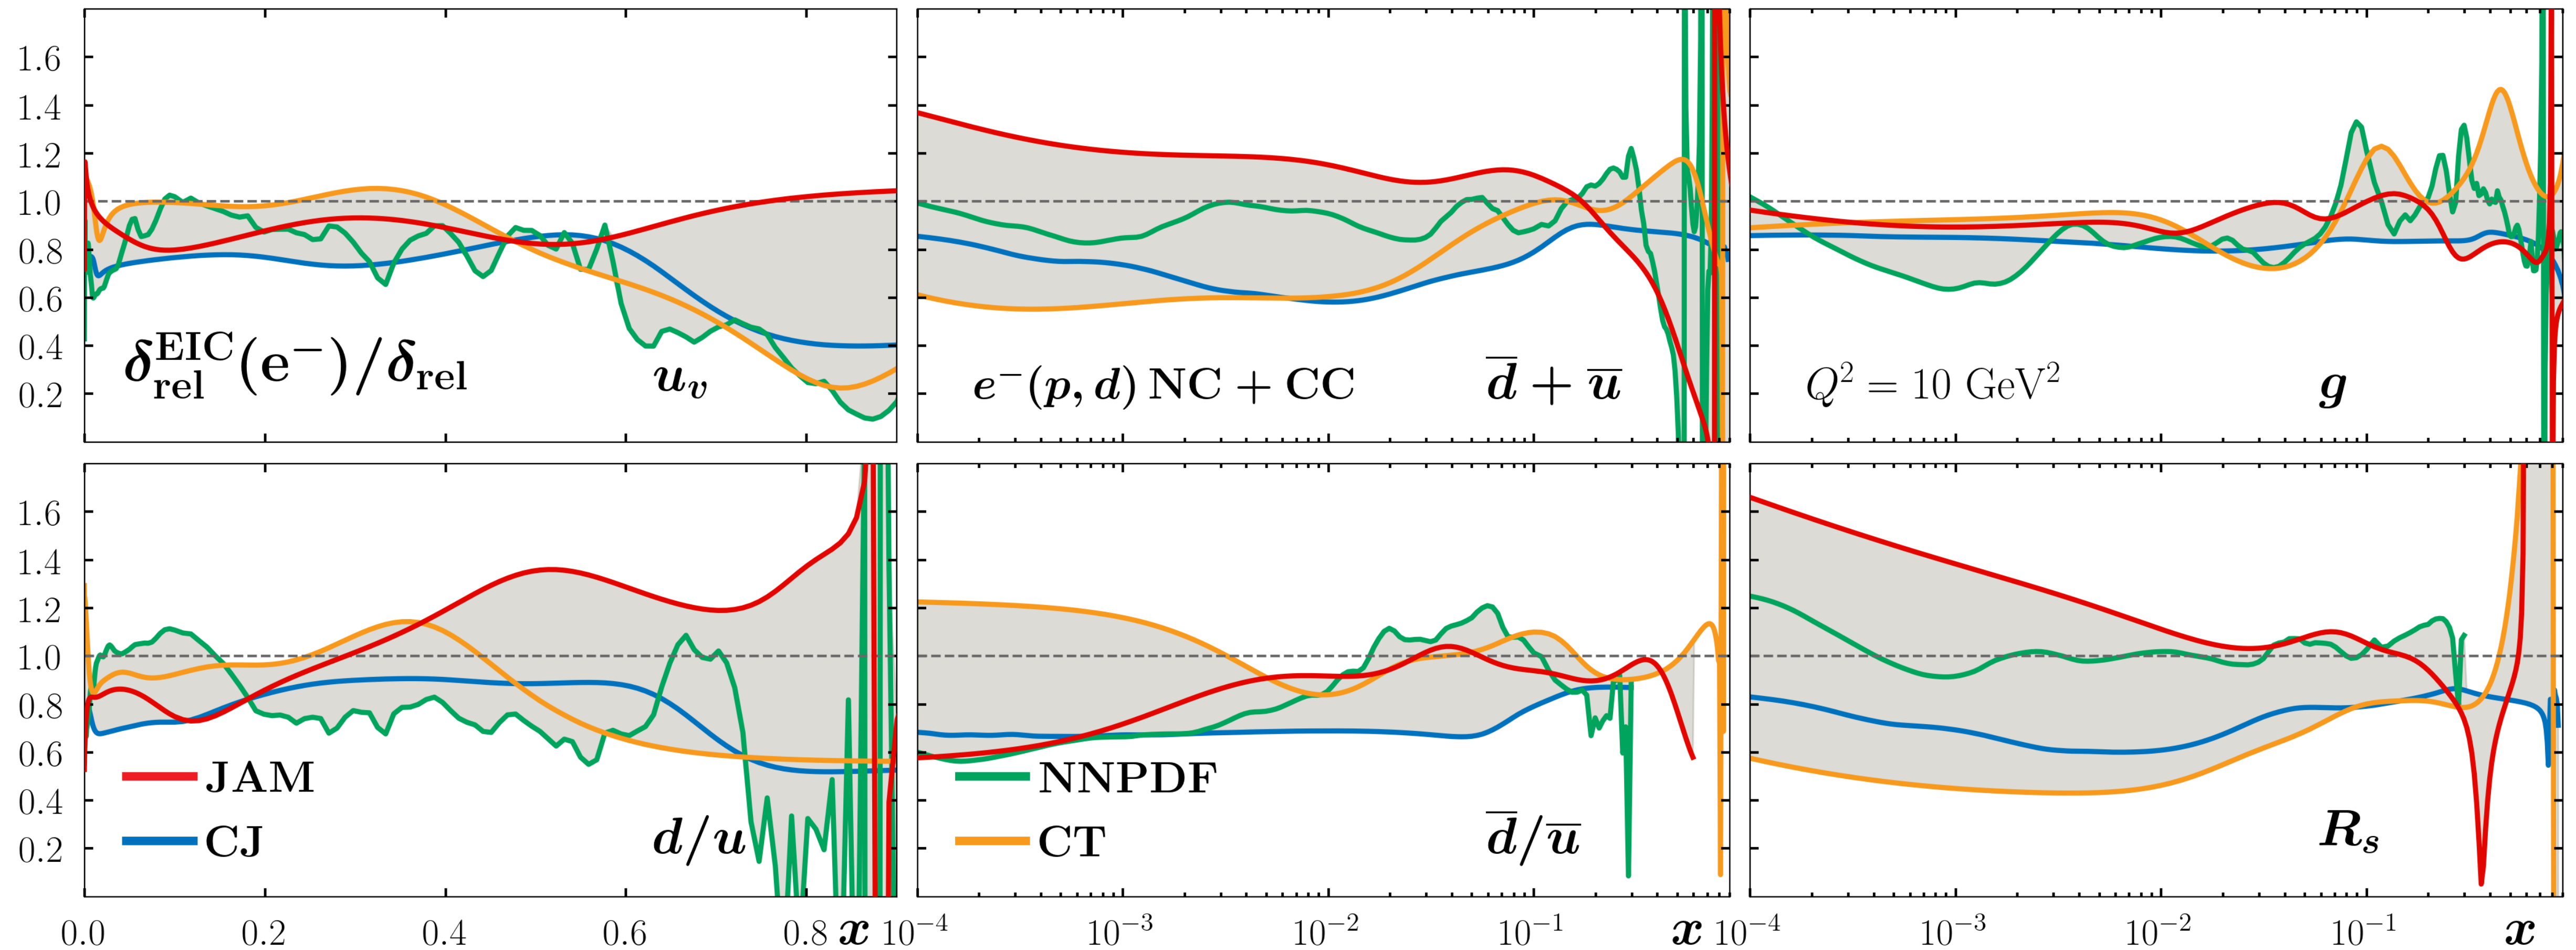 1.6
1.4
1.2
1.0
0.8
0.6
0.4
0.2
δ_rel^EIC(e⁻)/δ_rel
u_v
e⁻(p, d) NC + CC
d̅ + u̅
Q² = 10 GeV²
g
1.6
1.4
1.2
1.0
0.8
0.6
0.4
0.2
JAM
CJ
d/u
NNPDF
CT
d̅/u̅
R_s
0.0 0.2 0.4 0.6 0.8 x
10⁻⁴ 10⁻³ 10⁻² 10⁻¹ x
10⁻⁴ 10⁻³ 10⁻² 10⁻¹ x